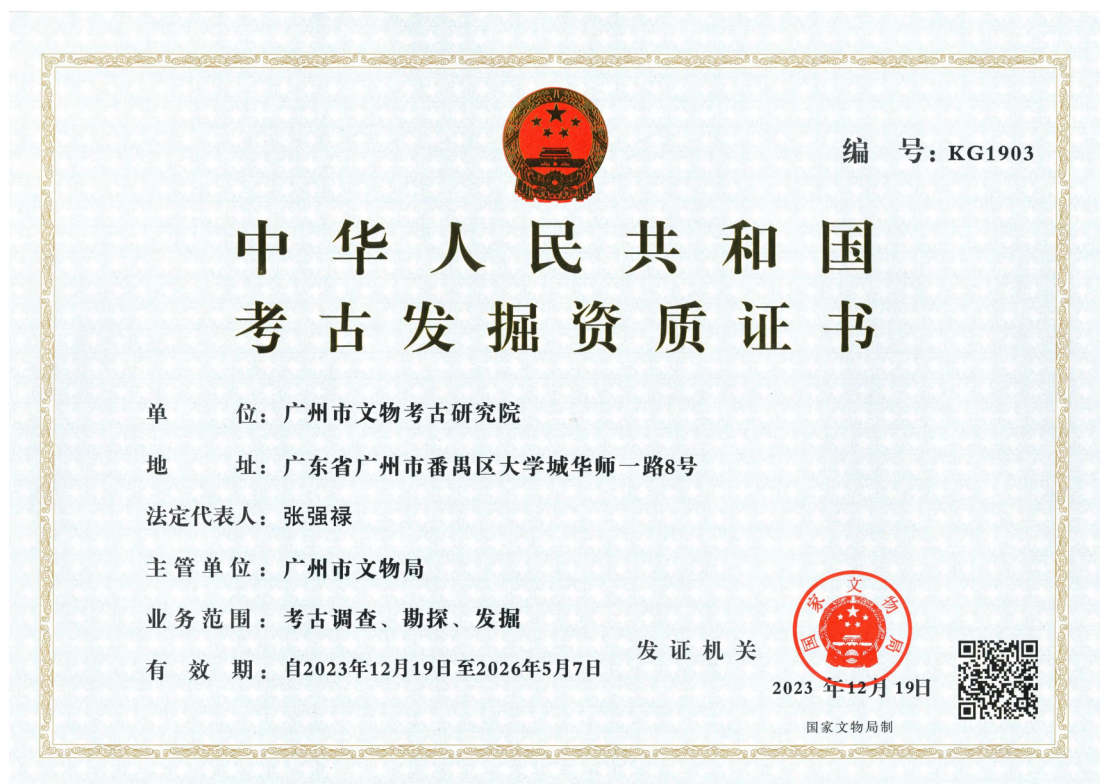 编 号: KG1903
中华人民共和国
考古发掘资质证书
单 位: 广州市文物考古研究院
地 址: 广东省广州市番禺区大学城华师一路8号
法定代表人: 张强禄
主管单位: 广州市文物局
业务范围: 考古调查、勘探、发掘
有 效 期: 自2023年12月19日至2026年5月7日
发证机关
国家文物局
2023 年12月 19日
国家文物局制